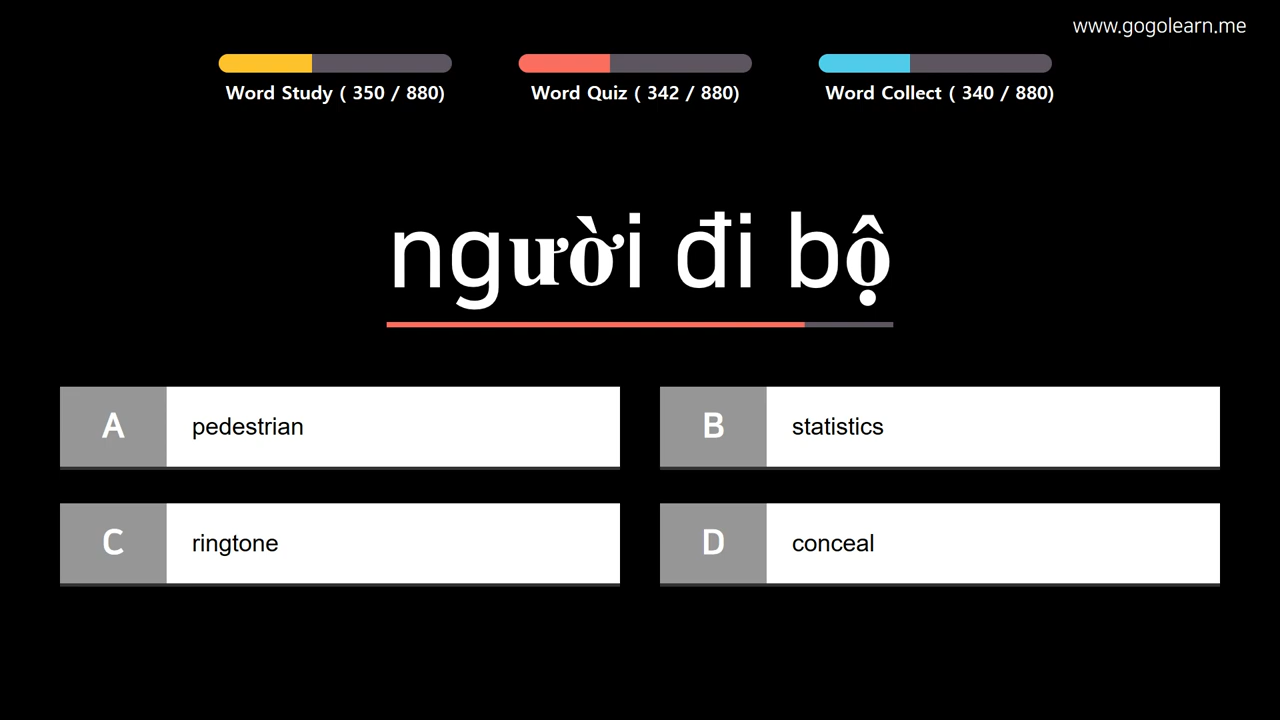 www.gogolearn.me
Word Study ( 350 / 880)
Word Quiz ( 342 / 880)
Word Collect ( 340 / 880)
người đi bộ
A pedestrian
B statistics
C ringtone
D conceal